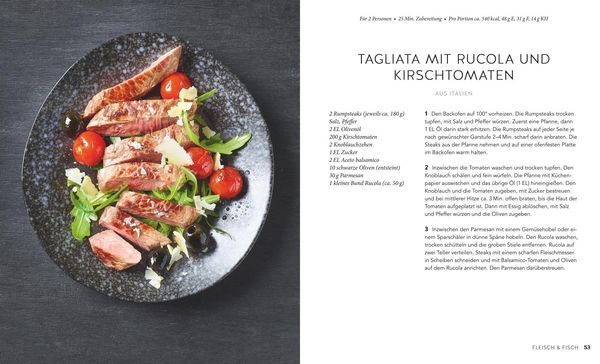 Für 2 Personen • 25 Min. Zubereitung • Pro Portion ca. 540 kcal, 48 g E, 31 g F, 14 g KH
TAGLIATA MIT RUCOLA UND
KIRSCHTOMATEN
AUS ITALIEN
2 Rumpsteaks (jeweils ca. 180 g)
Salz, Pfeffer
2 EL Olivenöl
200 g Kirschtomaten
2 Knoblauchzehen
1 EL Zucker
2 EL Aceto balsamico
10 schwarze Oliven (entsteint)
30 g Parmesan
1 kleines Bund Rucola (ca. 50 g)
1 Den Backofen auf 100° vorheizen. Die Rumpsteaks trocken
tupfen, mit Salz und Pfeffer würzen. Zuerst eine Pfanne, dann
1 EL Öl darin stark erhitzen. Die Rumpsteaks auf jeder Seite je
nach gewünschter Garstufe 2–4 Min. scharf darin anbraten. Die
Steaks aus der Pfanne nehmen und auf einer ofenfesten Platte
im Backofen warm halten.
2 Inzwischen die Tomaten waschen und trocken tupfen. Den
Knoblauch schälen und fein würfeln. Die Pfanne mit Küchen-
papier auswischen und das übrige Öl (1 EL) hineingießen. Den
Knoblauch und die Tomaten zugeben, mit Zucker bestreuen
und bei mittlerer Hitze ca. 3 Min. offen braten, bis die Haut der
Tomaten aufgeplatzt ist. Dann mit Essig ablöschen, mit Salz
und Pfeffer würzen und die Oliven zugeben.
3 Inzwischen den Parmesan mit einem Gemüsehobel oder ei-
nem Sparschäler in dünne Späne hobeln. Den Rucola waschen,
trocken schütteln und die groben Stiele entfernen. Rucola auf
zwei Teller verteilen. Steaks mit einem scharfen Fleischmesser
in Scheiben schneiden und mit Balsamico-Tomaten und Oliven
auf dem Rucola anrichten. Den Parmesan darüberstreuen.
FLEISCH & FISCH 53